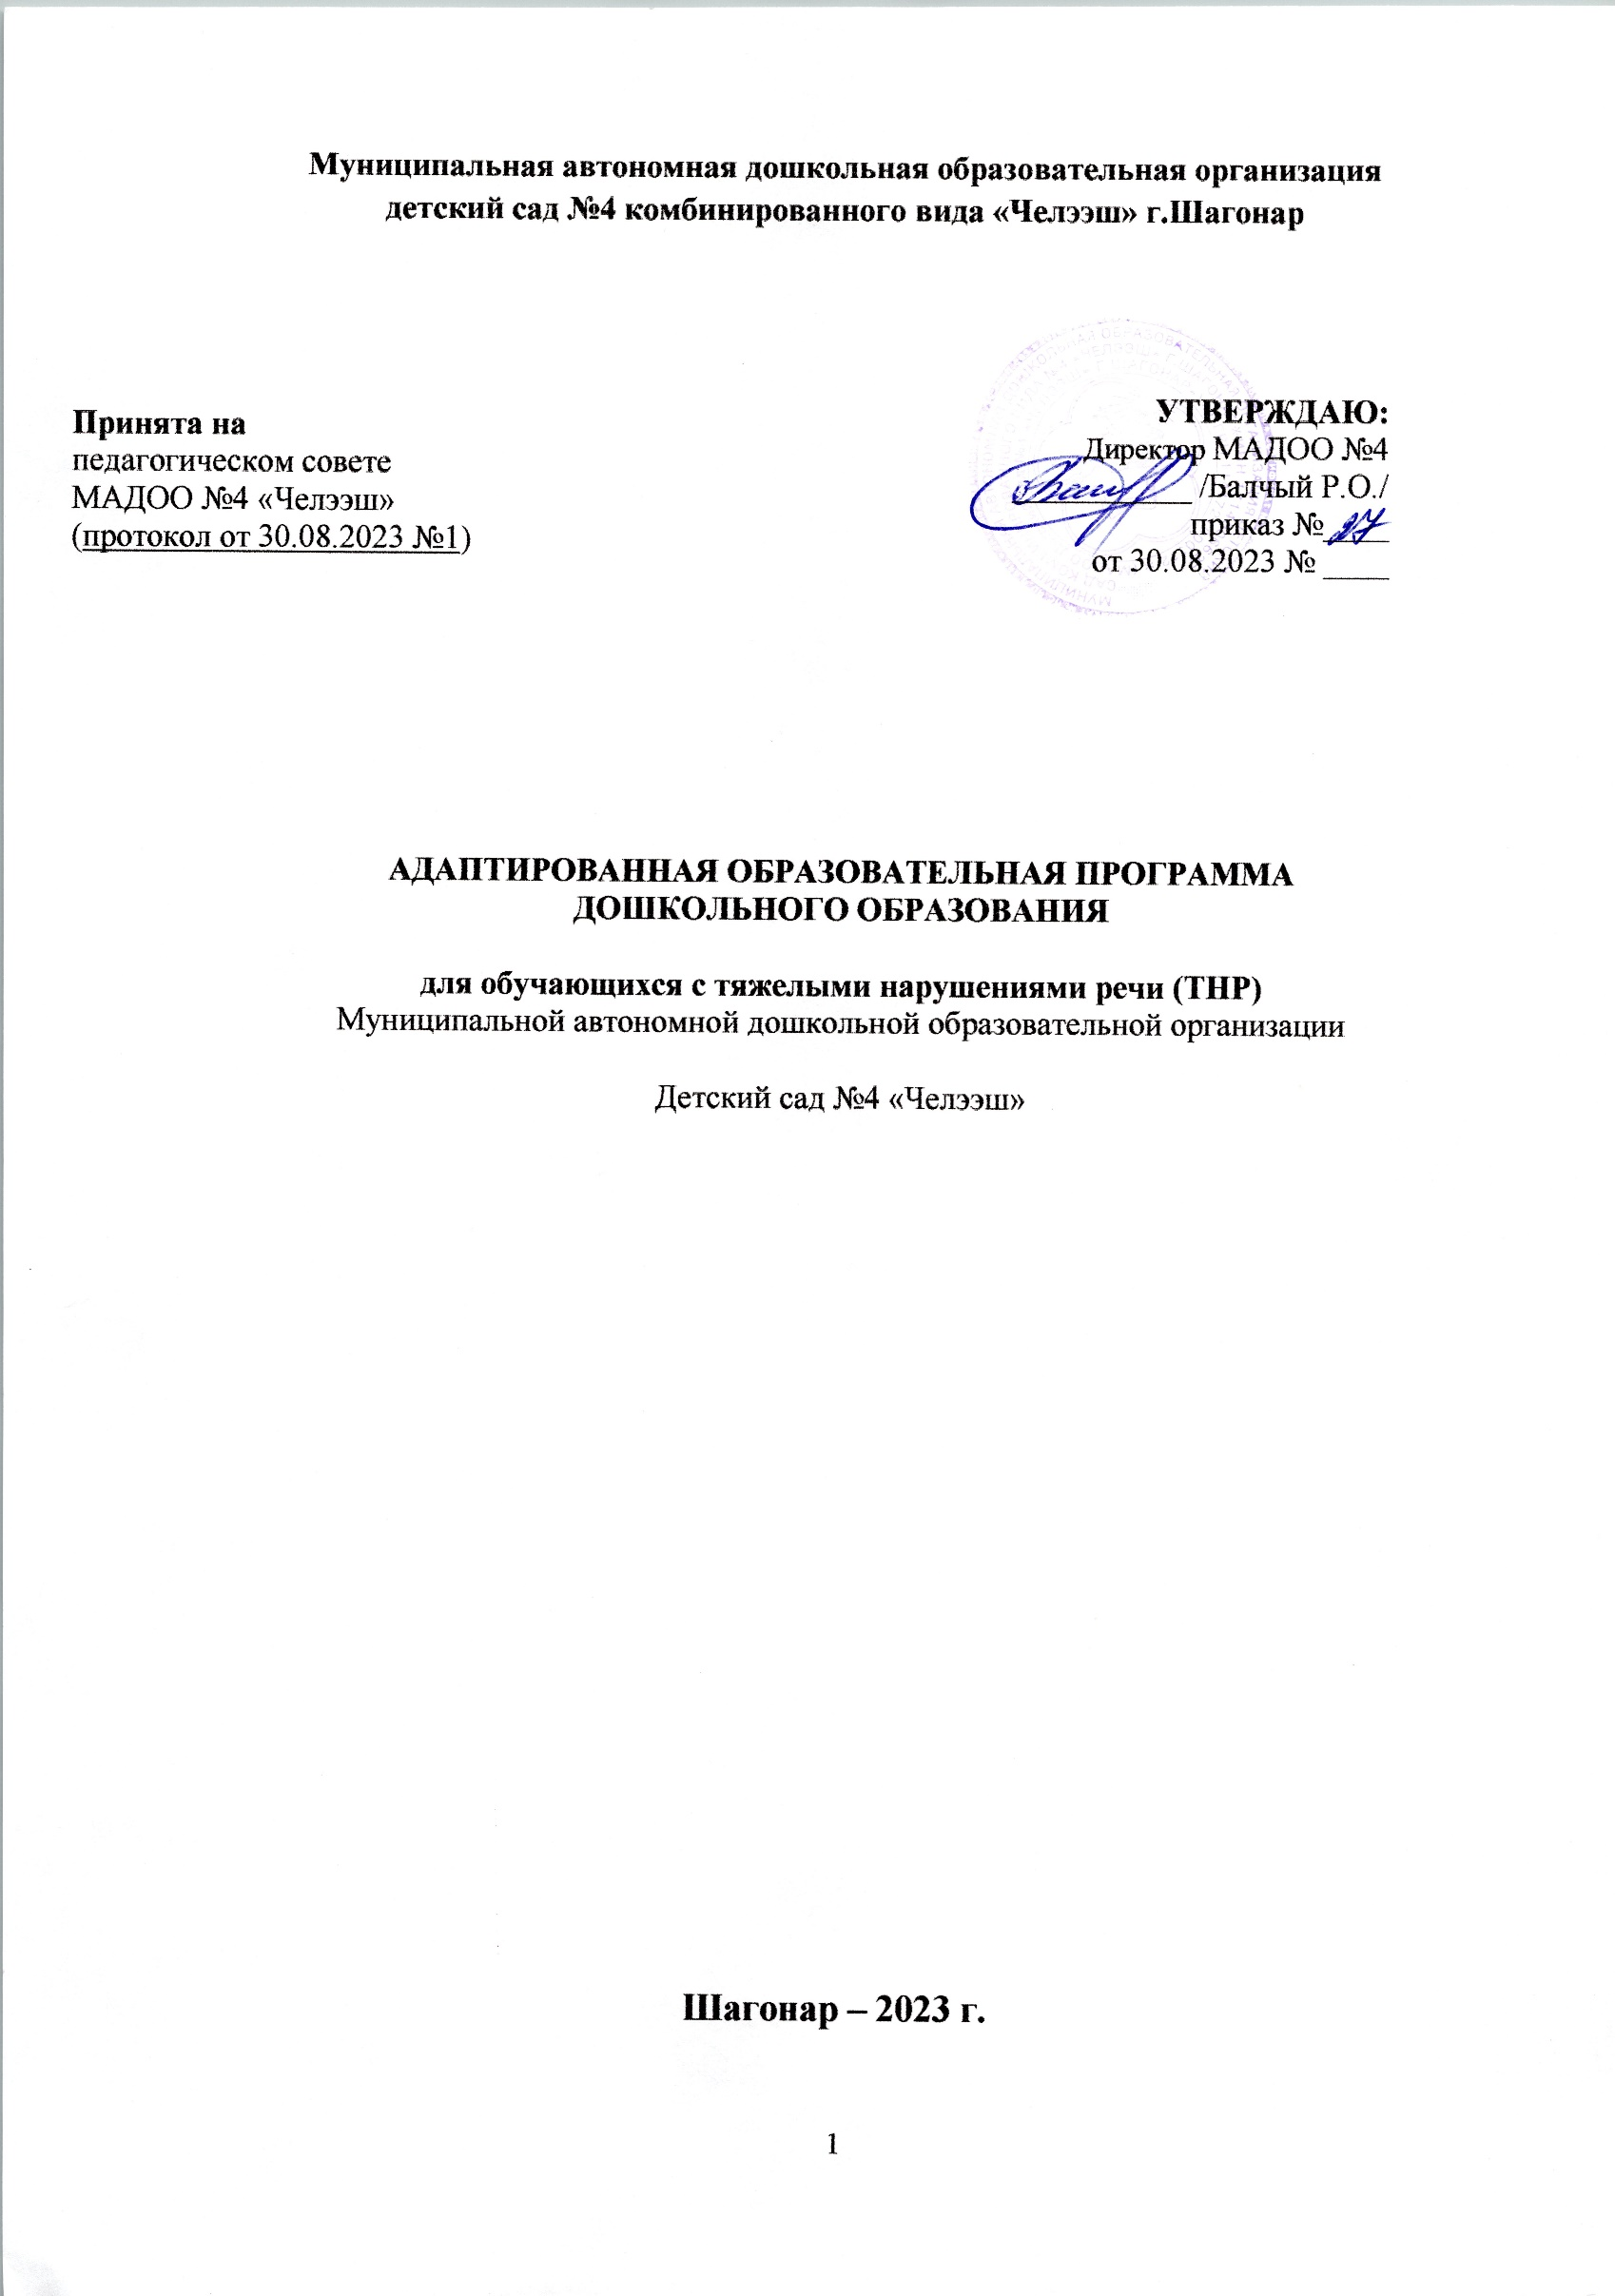 Муниципальная автономная дошкольная образовательная организация
детский сад №4 комбинированного вида «Челээш» г.Шагонар
Принята на
педагогическом совете
МАДОО №4 «Челээш»
(протокол от 30.08.2023 №1)
УТВЕРЖДАЮ:
Директор МАДОО №4
/Балчый Р.О./
приказ № 27
от 30.08.2023 № ____
АДАПТИРОВАННАЯ ОБРАЗОВАТЕЛЬНАЯ ПРОГРАММА
ДОШКОЛЬНОГО ОБРАЗОВАНИЯ
для обучающихся с тяжелыми нарушениями речи (ТНР)
Муниципальной автономной дошкольной образовательной организации
Детский сад №4 «Челээш»
Шагонар – 2023 г.
1